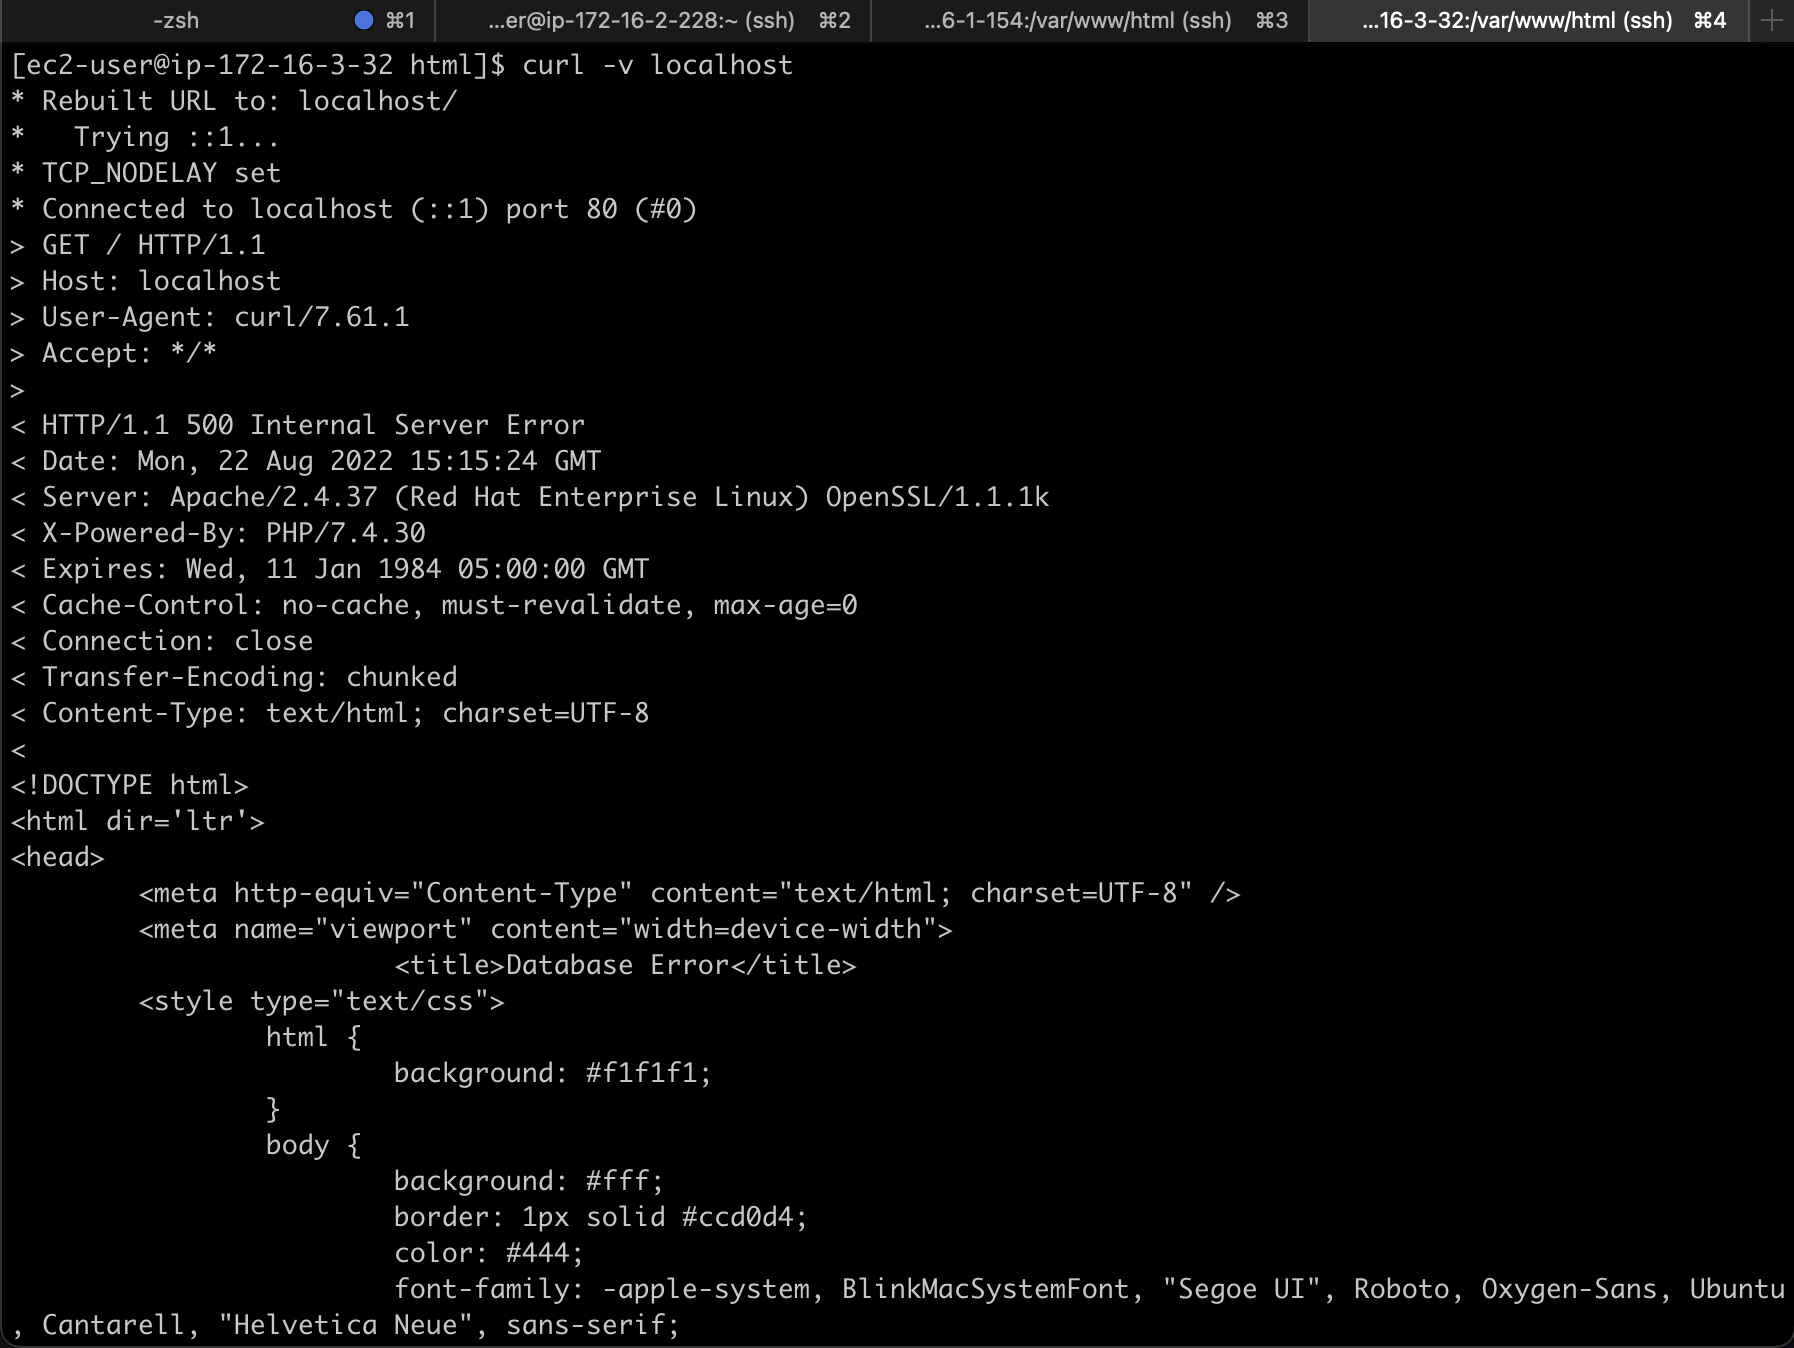 -zsh ⌘1 ...er@ip-172-16-2-228:~ (ssh) ⌘2 ...6-1-154:/var/www/html (ssh) ⌘3 ...16-3-32:/var/www/html (ssh) ⌘4 +
[ec2-user@ip-172-16-3-32 html]$ curl -v localhost
* Rebuilt URL to: localhost/
*   Trying ::1...
* TCP_NODELAY set
* Connected to localhost (::1) port 80 (#0)
> GET / HTTP/1.1
> Host: localhost
> User-Agent: curl/7.61.1
> Accept: */*
>
< HTTP/1.1 500 Internal Server Error
< Date: Mon, 22 Aug 2022 15:15:24 GMT
< Server: Apache/2.4.37 (Red Hat Enterprise Linux) OpenSSL/1.1.1k
< X-Powered-By: PHP/7.4.30
< Expires: Wed, 11 Jan 1984 05:00:00 GMT
< Cache-Control: no-cache, must-revalidate, max-age=0
< Connection: close
< Transfer-Encoding: chunked
< Content-Type: text/html; charset=UTF-8
<
<!DOCTYPE html>
<html dir='ltr'>
<head>
        <meta http-equiv="Content-Type" content="text/html; charset=UTF-8" />
        <meta name="viewport" content="width=device-width">
                        <title>Database Error</title>
        <style type="text/css">
                html {
                        background: #f1f1f1;
                }
                body {
                        background: #fff;
                        border: 1px solid #ccd0d4;
                        color: #444;
                        font-family: -apple-system, BlinkMacSystemFont, "Segoe UI", Roboto, Oxygen-Sans, Ubuntu
, Cantarell, "Helvetica Neue", sans-serif;